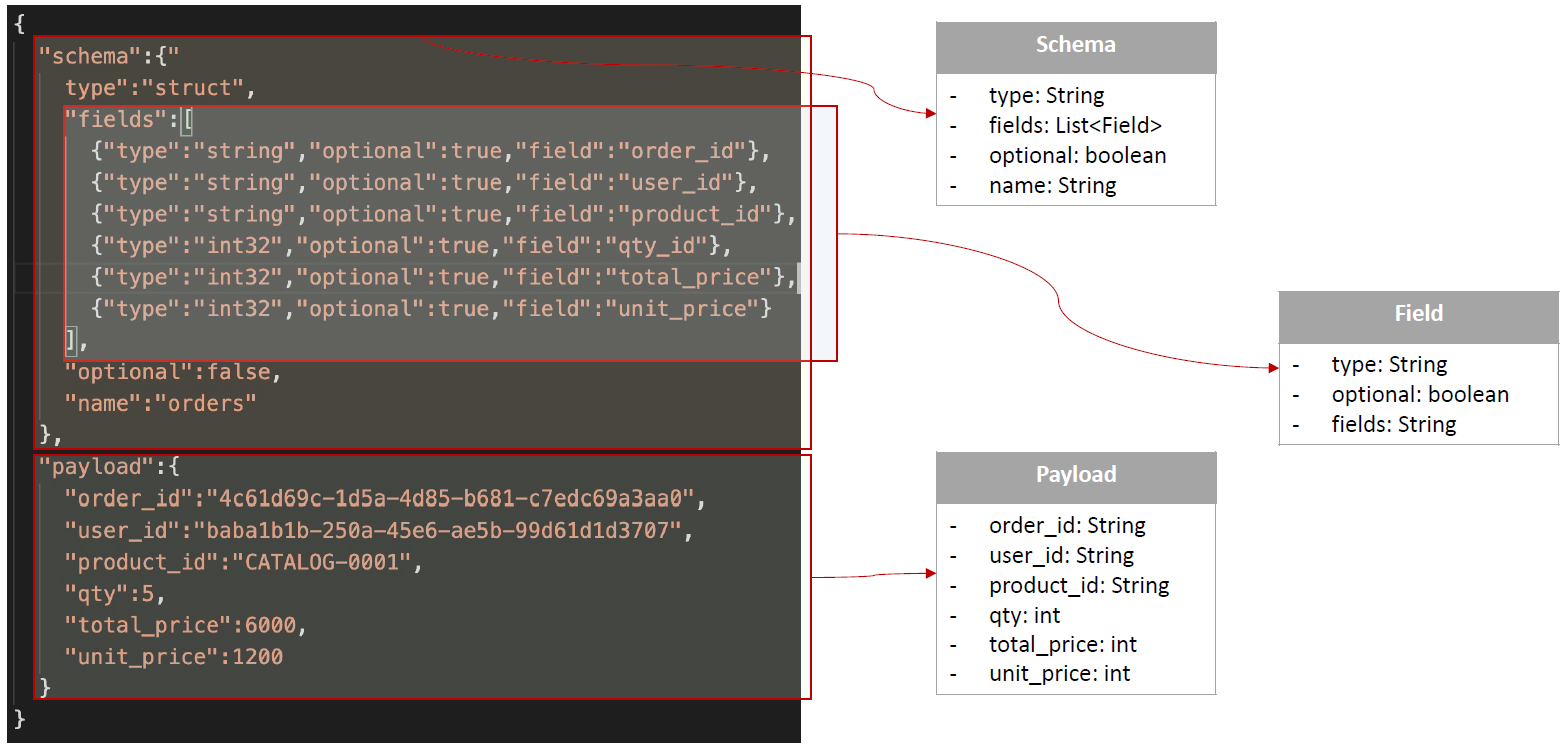 {
"schema":{"
type":"struct",
"fields":[
{"type":"string","optional":true,"field":"order_id"},
{"type":"string","optional":true,"field":"user_id"},
{"type":"string","optional":true,"field":"product_id"},
{"type":"int32","optional":true,"field":"qty_id"},
{"type":"int32","optional":true,"field":"total_price"},
{"type":"int32","optional":true,"field":"unit_price"}
],
"optional":false,
"name":"orders"
},
"payload":{
"order_id":"4c61d69c-1d5a-4d85-b681-c7edc69a3aa0",
"user_id":"baba1b1b-250a-45e6-ae5b-99d61d1d3707",
"product_id":"CATALOG-0001",
"qty":5,
"total_price":6000,
"unit_price":1200
}
}
Schema
- type: String
- fields: List<Field>
- optional: boolean
- name: String
Field
- type: String
- optional: boolean
- fields: String
Payload
- order_id: String
- user_id: String
- product_id: String
- qty: int
- total_price: int
- unit_price: int